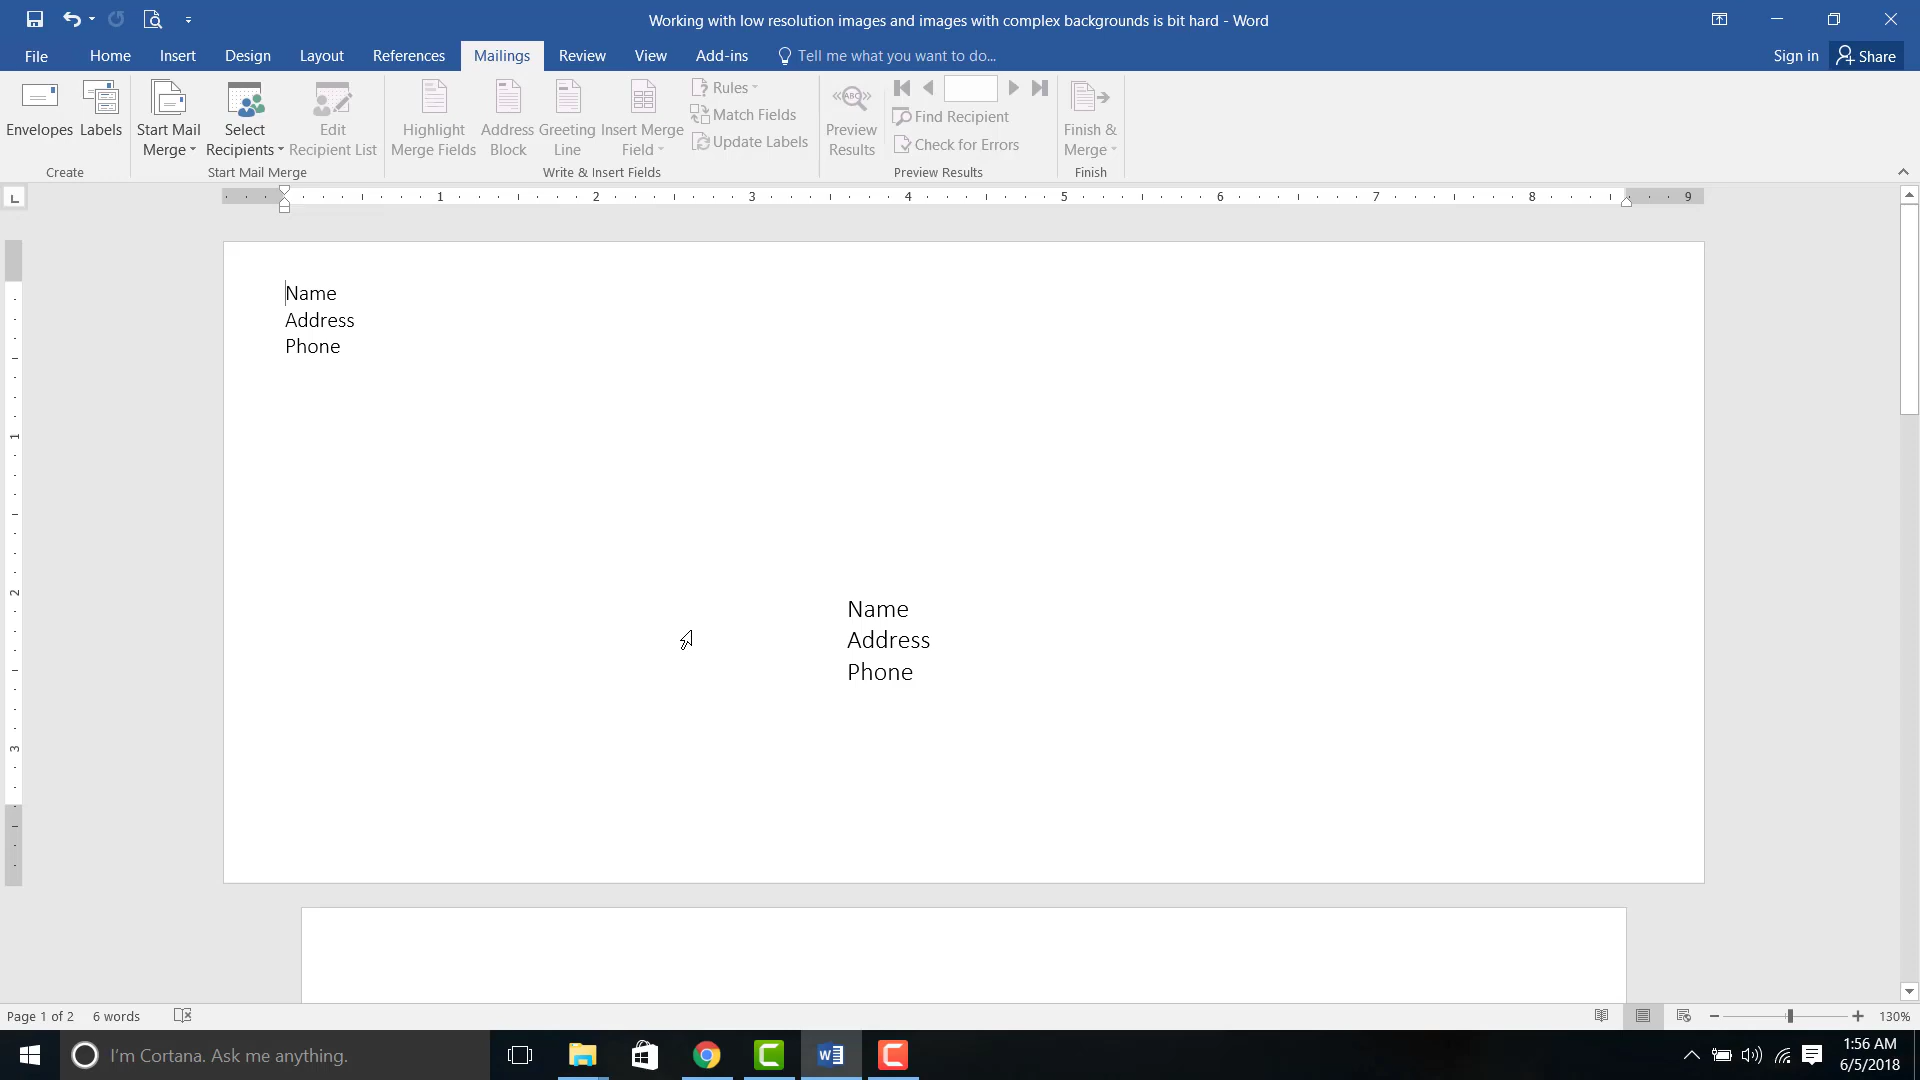 Working with low resolution images and images with complex backgrounds is bit hard - Word
File Home Insert Design Layout References Mailings Review View Add-ins Tell me what you want to do... Sign in Share
Envelopes Labels
Create
Start Mail Merge
Select Recipients
Edit Recipient List
Start Mail Merge
Highlight Merge Fields
Address Block
Greeting Line
Insert Merge Field
Rules
Match Fields
Update Labels
Write & Insert Fields
«ABC»
Preview Results
Find Recipient
Check for Errors
Preview Results
Finish & Merge
Finish
L
1 2 3 4 5 6 7 8 9
1
2
3
Name
Address
Phone
Name
Address
Phone
Page 1 of 2 6 words 130%
I'm Cortana. Ask me anything.
1:56 AM
6/5/2018